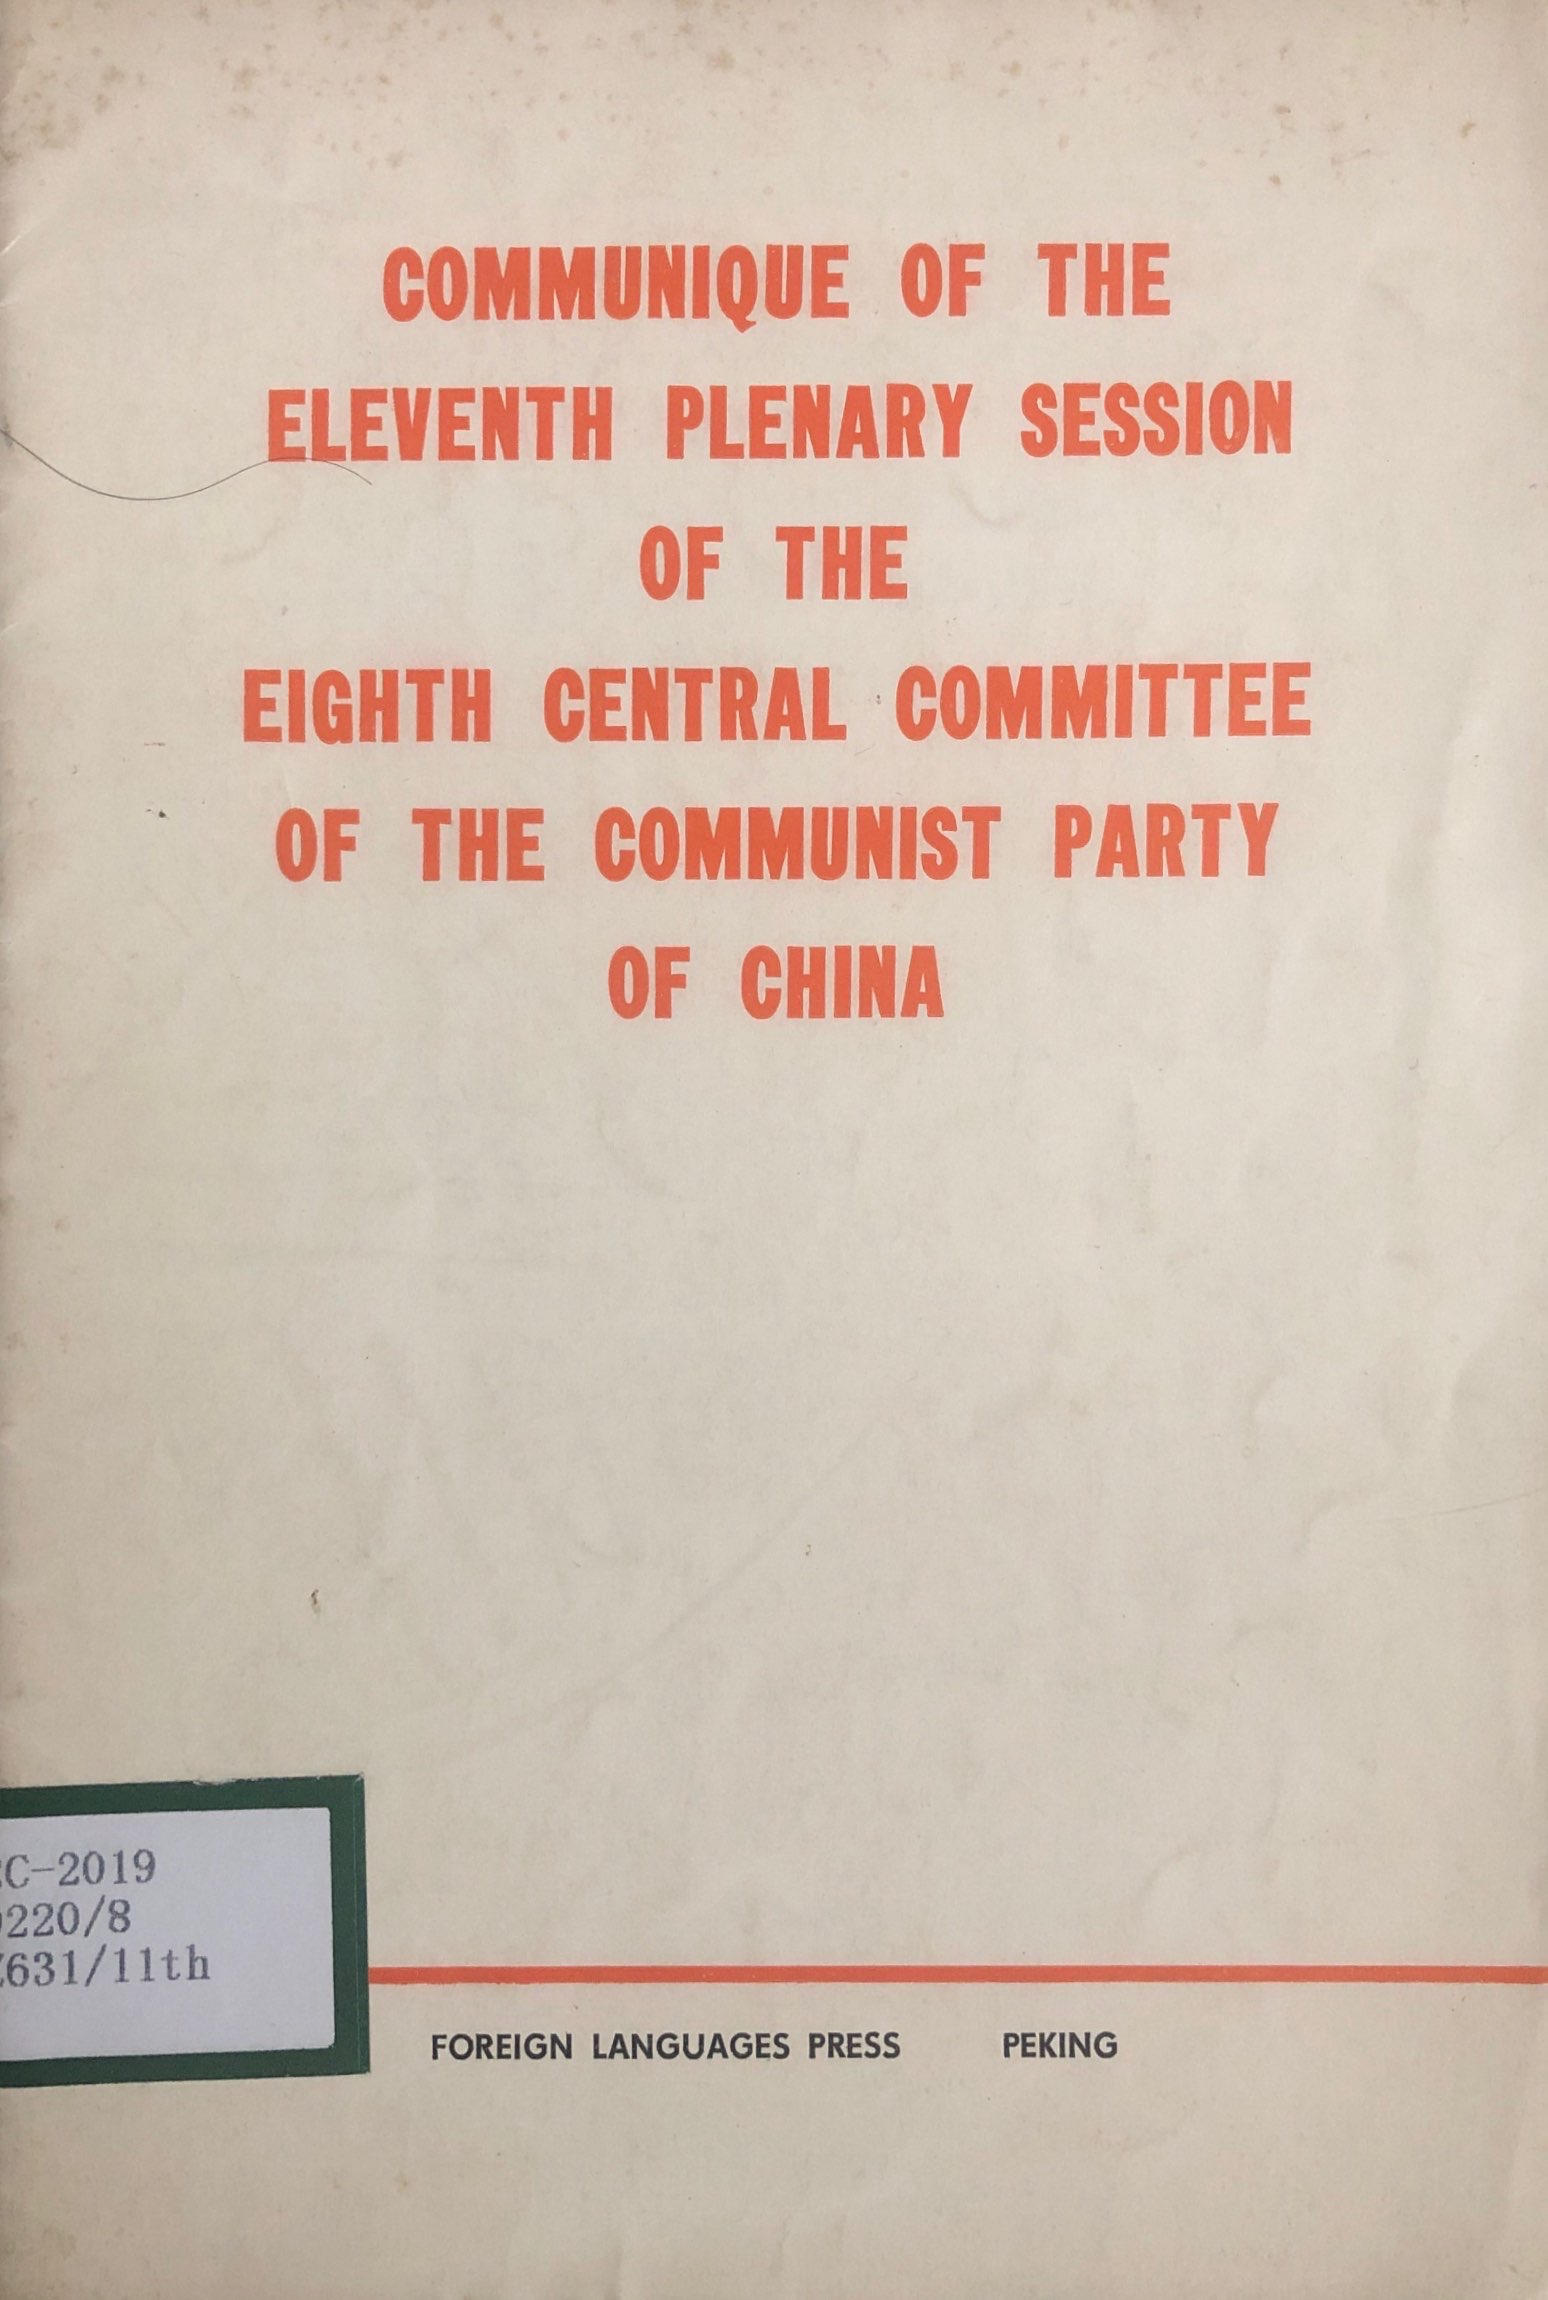 COMMUNIQUE OF THE
ELEVENTH PLENARY SESSION
OF THE
EIGHTH CENTRAL COMMITTEE
OF THE COMMUNIST PARTY
OF CHINA
C-2019
220/8
631/11th
FOREIGN LANGUAGES PRESS PEKING